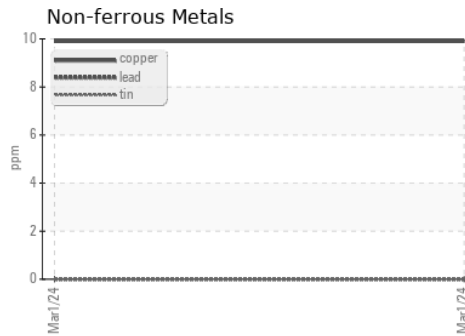 Non-ferrous Metals
10
copper
lead
tin
8
6
ppm
4
2
0
Mar1/24
Mar1/24